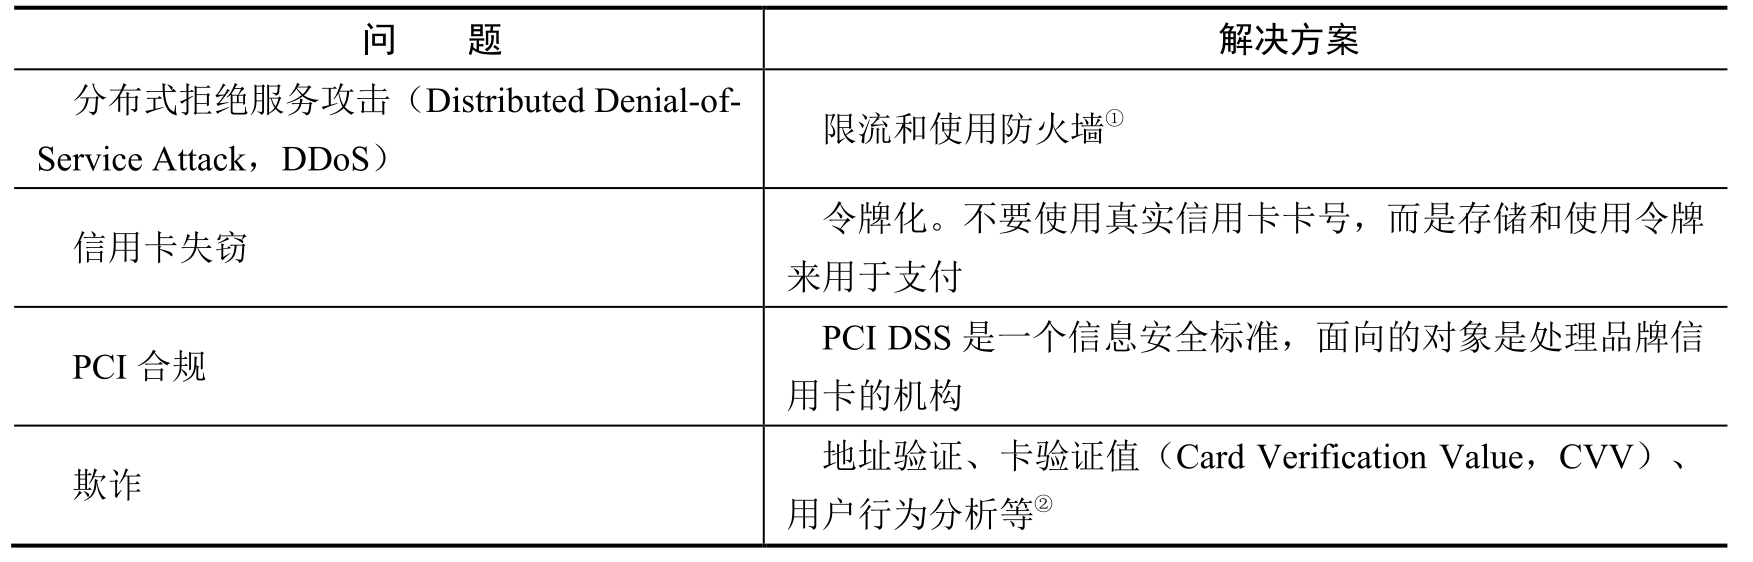 问 题
解决方案
分布式拒绝服务攻击（Distributed Denial-of-
Service Attack，DDoS）
限流和使用防火墙①
信用卡失窃
令牌化。不要使用真实信用卡卡号，而是存储和使用令牌
来用于支付
PCI 合规
PCI DSS 是一个信息安全标准，面向的对象是处理品牌信
用卡的机构
欺诈
地址验证、卡验证值（Card Verification Value，CVV）、
用户行为分析等②